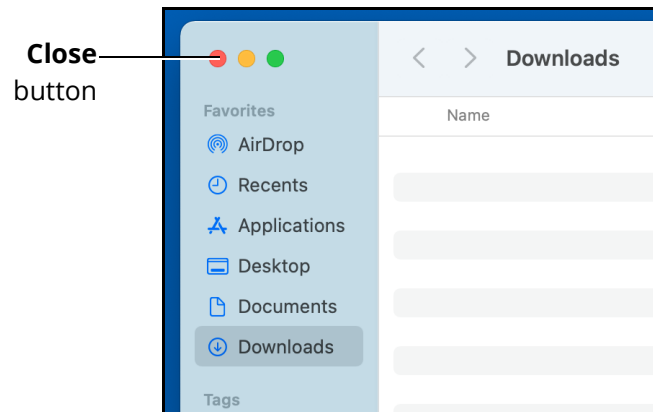 Close
button
Downloads
Favorites
Name
AirDrop
Recents
Applications
Desktop
Documents
Downloads
Tags